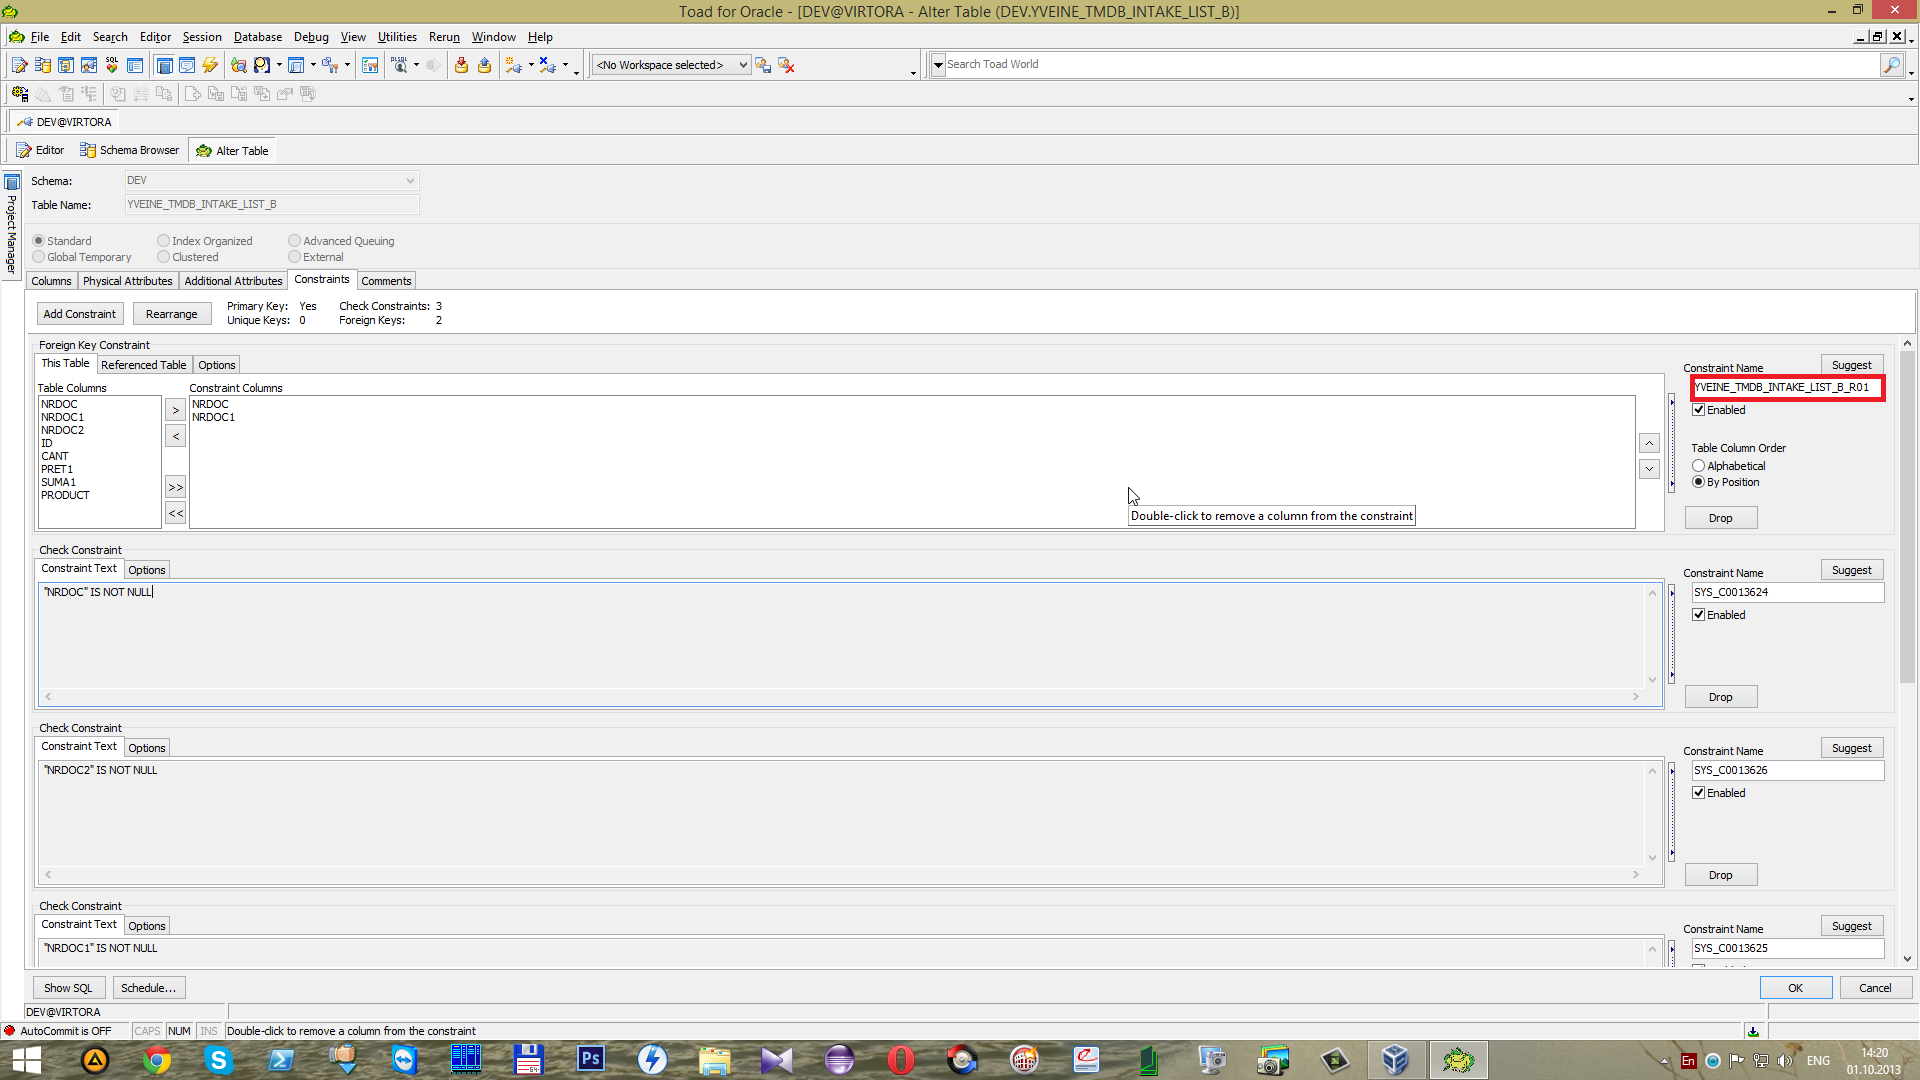 Toad for Oracle - [DEV@VIRTORA - Alter Table (DEV.YVEINE_TMDB_INTAKE_LIST_B)]
File Edit Search Editor Session Database Debug View Utilities Rerun Window Help
SQL
PL/SQL
<No Workspace selected>
Search Toad World
DEV@VIRTORA
Editor Schema Browser Alter Table
Project Manager
Schema: DEV
Table Name: YVEINE_TMDB_INTAKE_LIST_B
Standard Index Organized Advanced Queuing
Global Temporary Clustered External
Columns Physical Attributes Additional Attributes Constraints Comments
Add Constraint Rearrange
Primary Key: Yes Check Constraints: 3
Unique Keys: 0 Foreign Keys: 2
Foreign Key Constraint
This Table Referenced Table Options
Constraint Name Suggest
Table Columns Constraint Columns
YVEINE_TMDB_INTAKE_LIST_B_R01
NRDOC > NRDOC
Enabled
NRDOC1 NRDOC1
NRDOC2
<
ID
Table Column Order
CANT
Alphabetical
PRET1
By Position
SUMA1
>>
PRODUCT
<<
Double-click to remove a column from the constraint
Drop
Check Constraint
Constraint Text Options
Constraint Name Suggest
"NRDOC" IS NOT NULL
SYS_C0013624
Enabled
Drop
Check Constraint
Constraint Text Options
Constraint Name Suggest
"NRDOC2" IS NOT NULL
SYS_C0013626
Enabled
Drop
Check Constraint
Constraint Text Options
Constraint Name Suggest
"NRDOC1" IS NOT NULL
SYS_C0013625
Show SQL Schedule... OK Cancel
DEV@VIRTORA
AutoCommit is OFF CAPS NUM INS Double-click to remove a column from the constraint
64
Ps
En ENG 14:20
01.10.2013